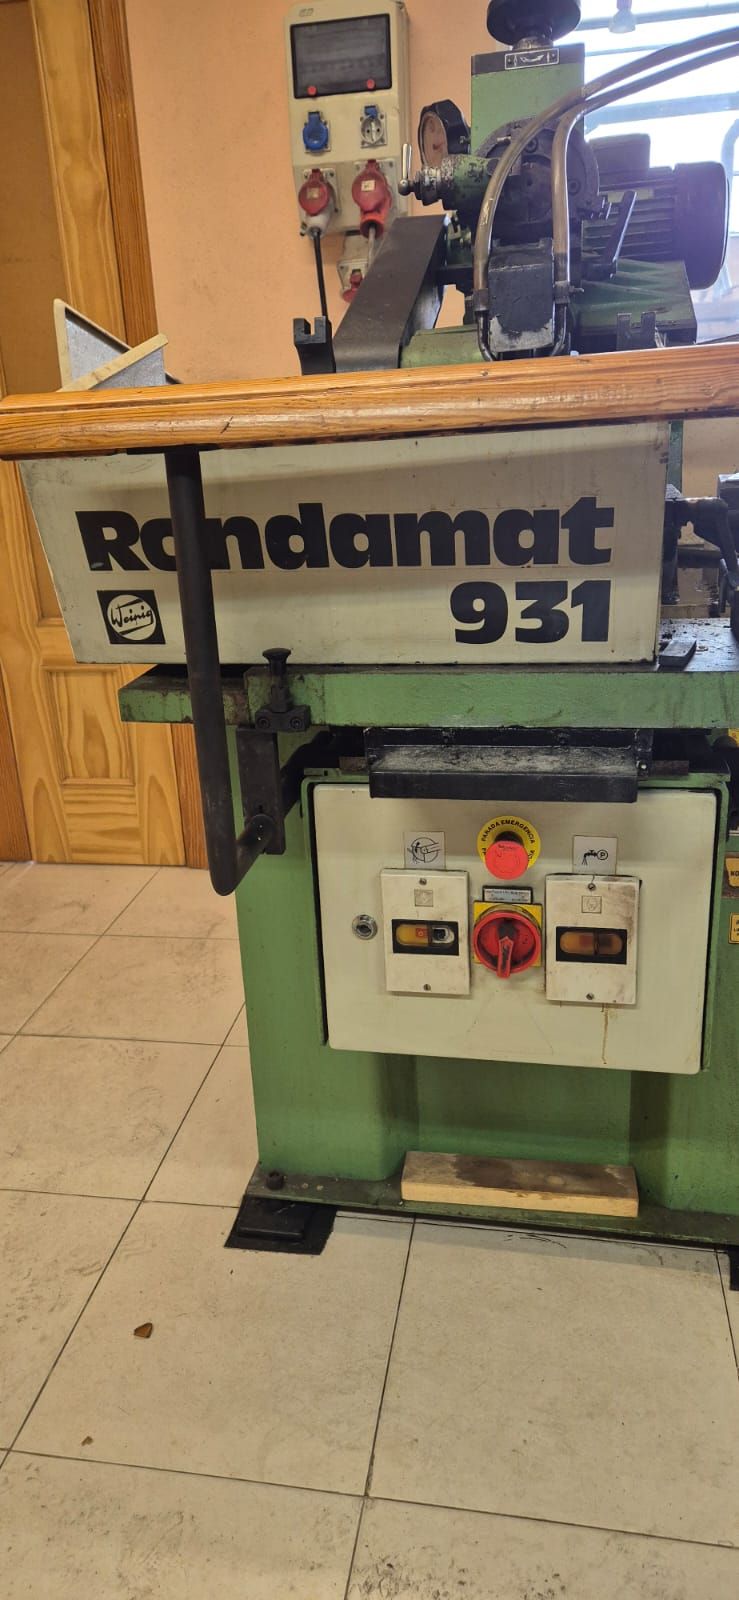 Rondamat
931
Weinig
PARADA EMERGENCIA
P